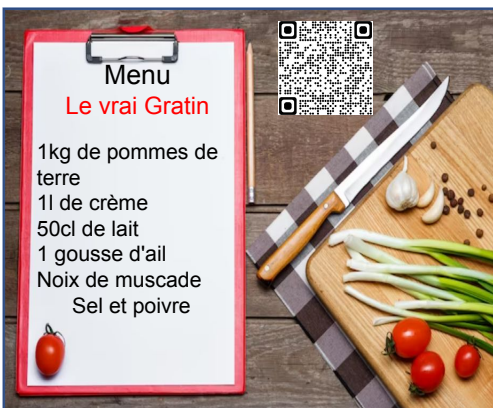 Menu
Le vrai Gratin
1kg de pommes de
terre
1l de crème
50cl de lait
1 gousse d'ail
Noix de muscade
Sel et poivre